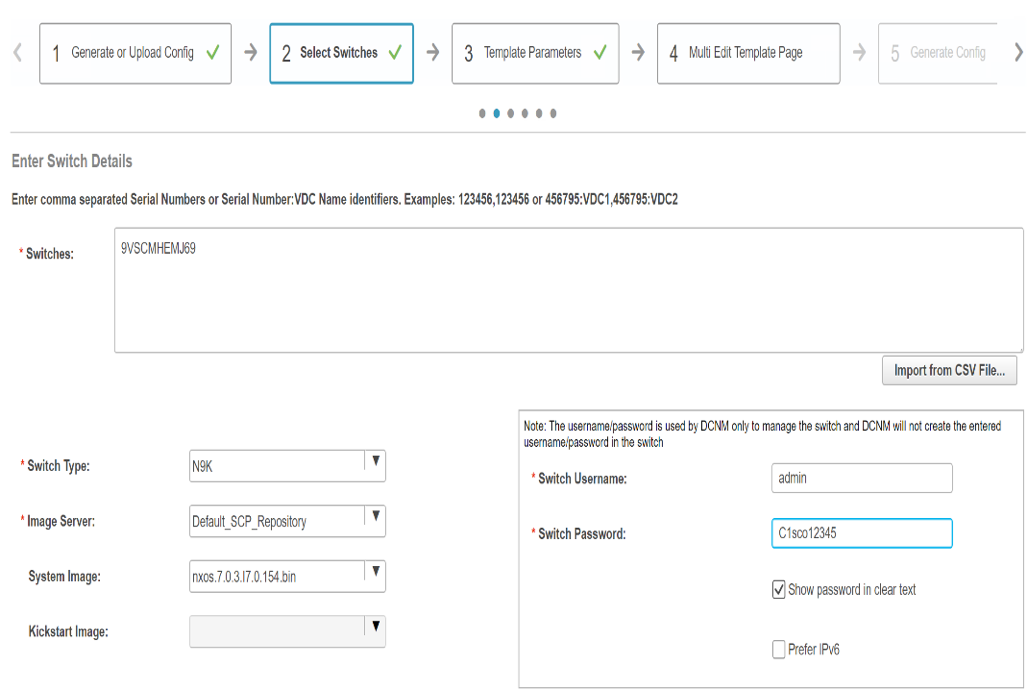 1 Generate or Upload Config
2 Select Switches
3 Template Parameters
4 Multi Edit Template Page
5 Generate Config
Enter Switch Details
Enter comma separated Serial Numbers or Serial Number:VDC Name identifiers. Examples: 123456,123456 or 456795:VDC1,456795:VDC2
* Switches:
9VSCMHEMJ69
Import from CSV File...
* Switch Type:
N9K
* Image Server:
Default_SCP_Repository
System Image:
nxos.7.0.3.I7.0.154.bin
Kickstart Image:
Note: The username/password is used by DCNM only to manage the switch and DCNM will not create the entered
username/password in the switch
* Switch Username:
admin
* Switch Password:
C1sco12345
Show password in clear text
Prefer IPv6